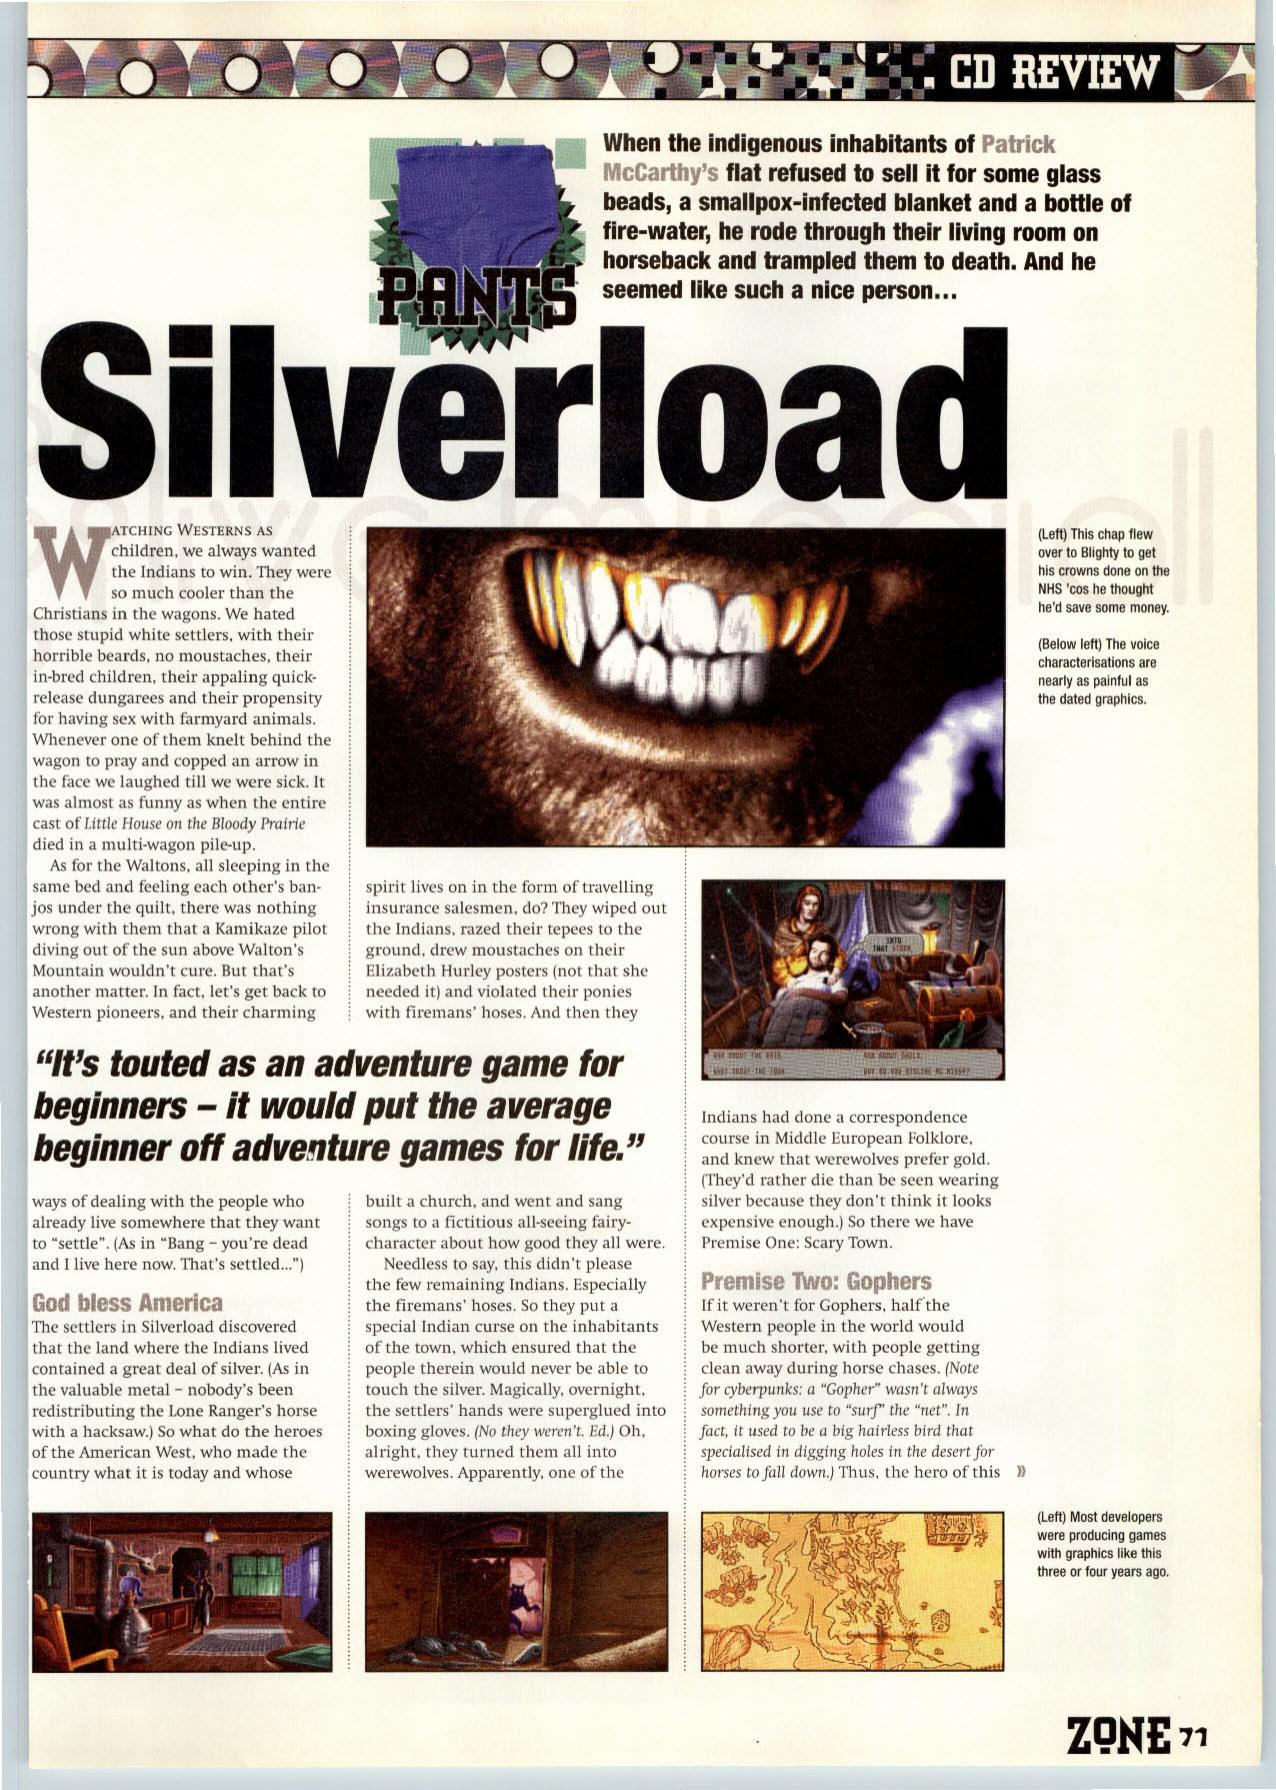 CD REVIEW
PANTS
When the indigenous inhabitants of Patrick
McCarthy's flat refused to sell it for some glass
beads, a smallpox-infected blanket and a bottle of
fire-water, he rode through their living room on
horseback and trampled them to death. And he
seemed like such a nice person...
Silverload
WATCHING WESTERNS AS
children, we always wanted
the Indians to win. They were
so much cooler than the
Christians in the wagons. We hated
those stupid white settlers, with their
horrible beards, no moustaches, their
in-bred children, their appaling quick-
release dungarees and their propensity
for having sex with farmyard animals.
Whenever one of them knelt behind the
wagon to pray and copped an arrow in
the face we laughed till we were sick. It
was almost as funny as when the entire
cast of Little House on the Bloody Prairie
died in a multi-wagon pile-up.
As for the Waltons, all sleeping in the
same bed and feeling each other's ban-
jos under the quilt, there was nothing
wrong with them that a Kamikaze pilot
diving out of the sun above Walton's
Mountain wouldn't cure. But that's
another matter. In fact, let's get back to
Western pioneers, and their charming
"It's touted as an adventure game for
beginners – it would put the average
beginner off adventure games for life."
ways of dealing with the people who
already live somewhere that they want
to "settle". (As in "Bang – you're dead
and I live here now. That's settled...")
God bless America
The settlers in Silverload discovered
that the land where the Indians lived
contained a great deal of silver. (As in
the valuable metal – nobody's been
redistributing the Lone Ranger's horse
with a hacksaw.) So what do the heroes
of the American West, who made the
country what it is today and whose
spirit lives on in the form of travelling
insurance salesmen, do? They wiped out
the Indians, razed their tepees to the
ground, drew moustaches on their
Elizabeth Hurley posters (not that she
needed it) and violated their ponies
with firemans' hoses. And then they
built a church, and went and sang
songs to a fictitious all-seeing fairy-
character about how good they all were.
Needless to say, this didn't please
the few remaining Indians. Especially
the firemans' hoses. So they put a
special Indian curse on the inhabitants
of the town, which ensured that the
people therein would never be able to
touch the silver. Magically, overnight,
the settlers' hands were superglued into
boxing gloves. (No they weren't. Ed.) Oh,
alright, they turned them all into
werewolves. Apparently, one of the
INTO
THAT STORM
ASK ABOUT THE
ASK ABOUT CHILD.
WHAT ABOUT THE TOWN
WHY DO YOU DISLIKE ME MISSY?
Indians had done a correspondence
course in Middle European Folklore,
and knew that werewolves prefer gold.
(They'd rather die than be seen wearing
silver because they don't think it looks
expensive enough.) So there we have
Premise One: Scary Town.
Premise Two: Gophers
If it weren't for Gophers, half the
Western people in the world would
be much shorter, with people getting
clean away during horse chases. (Note
for cyberpunks: a "Gopher" wasn't always
something you use to "surf" the "net". In
fact, it used to be a big hairless bird that
specialised in digging holes in the desert for
horses to fall down.) Thus, the hero of this »
(Left) This chap flew
over to Blighty to get
his crowns done on the
NHS 'cos he thought
he'd save some money.
(Below left) The voice
characterisations are
nearly as painful as
the dated graphics.
(Left) Most developers
were producing games
with graphics like this
three or four years ago.
ZONE 71